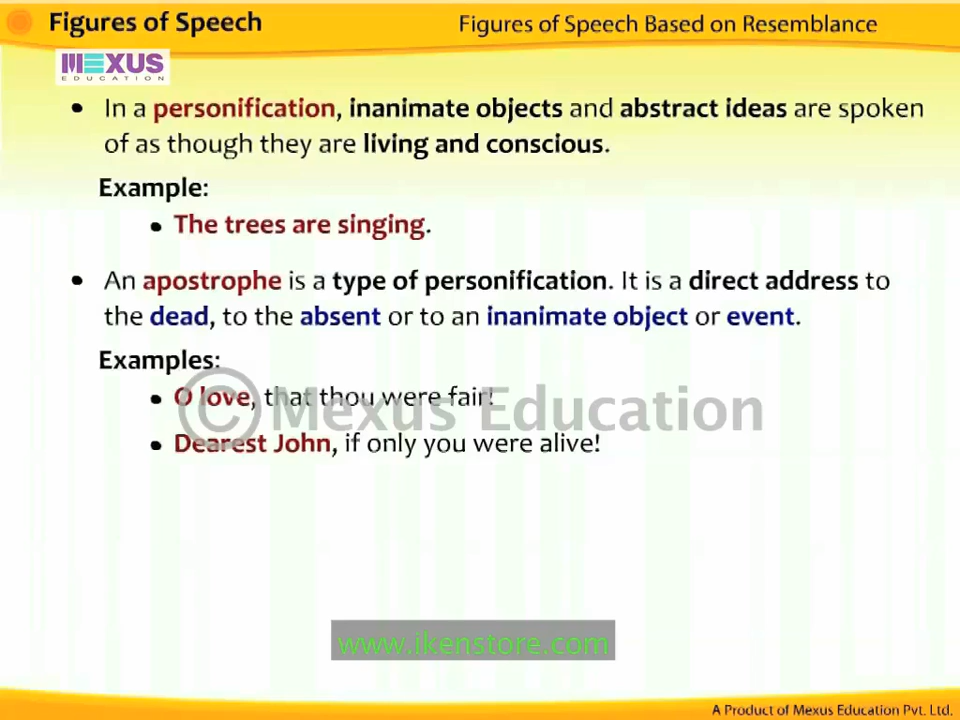 Figures of Speech
Figures of Speech Based on Resemblance
MEXUS
EDUCATION
• In a personification, inanimate objects and abstract ideas are spoken
of as though they are living and conscious.
Example:
• The trees are singing.
• An apostrophe is a type of personification. It is a direct address to
the dead, to the absent or to an inanimate object or event.
Examples:
• O love, that thou were fair!
© Mexus Education
• Dearest John, if only you were alive!
www.ikenstore.com
A Product of Mexus Education Pvt. Ltd.